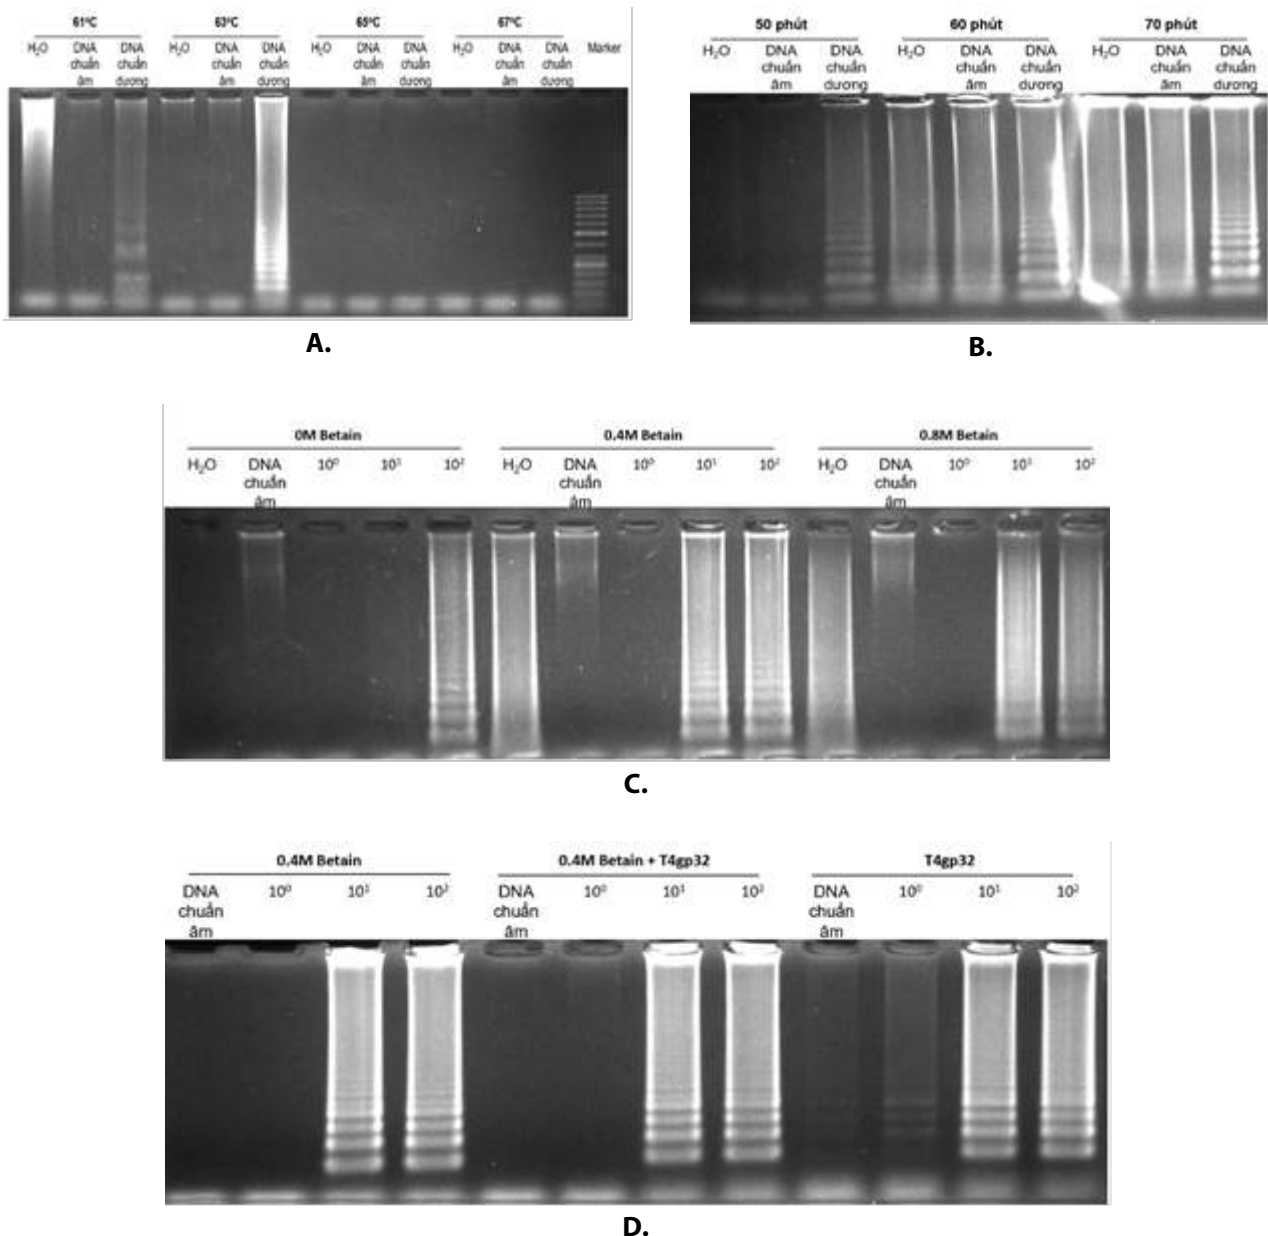 61°C 63°C 65°C 67°C
H₂O DNA chuẩn âm DNA chuẩn dương H₂O DNA chuẩn âm DNA chuẩn dương H₂O DNA chuẩn âm DNA chuẩn dương H₂O DNA chuẩn âm DNA chuẩn dương Marker
A.
50 phút 60 phút 70 phút
H₂O DNA chuẩn âm DNA chuẩn dương H₂O DNA chuẩn âm DNA chuẩn dương H₂O DNA chuẩn âm DNA chuẩn dương
B.
0M Betain 0.4M Betain 0.8M Betain
H₂O DNA chuẩn âm 10⁰ 10¹ 10² H₂O DNA chuẩn âm 10⁰ 10¹ 10² H₂O DNA chuẩn âm 10⁰ 10¹ 10²
C.
0.4M Betain 0.4M Betain + T4gp32 T4gp32
DNA chuẩn âm 10⁰ 10¹ 10² DNA chuẩn âm 10⁰ 10¹ 10² DNA chuẩn âm 10⁰ 10¹ 10²
D.